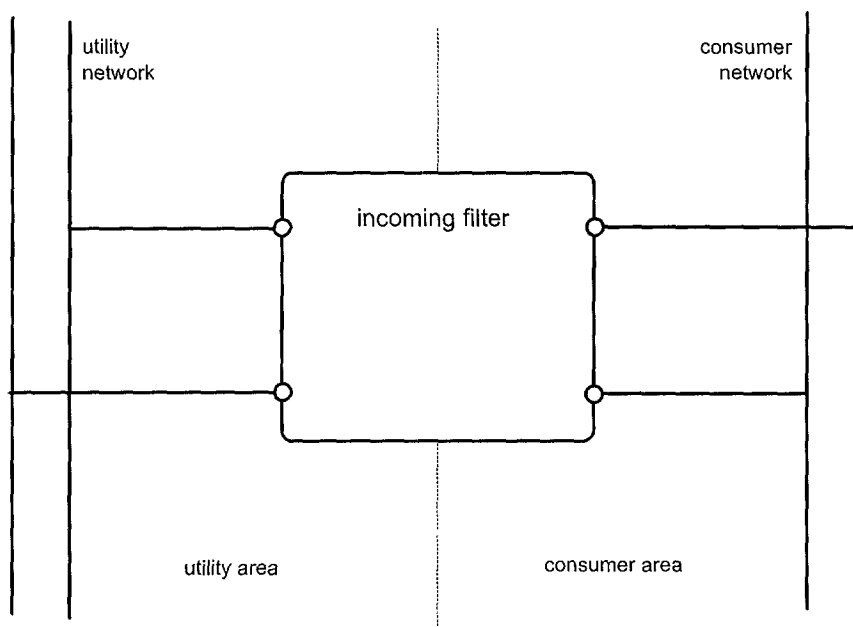 utility
network
consumer
network
incoming filter
utility area
consumer area